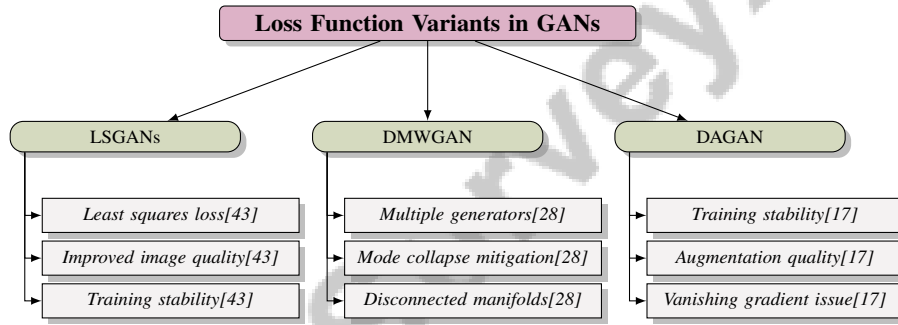 Loss Function Variants in GANs
LSGANs
DMWGAN
DAGAN
Least squares loss[43]
Improved image quality[43]
Training stability[43]
Multiple generators[28]
Mode collapse mitigation[28]
Disconnected manifolds[28]
Training stability[17]
Augmentation quality[17]
Vanishing gradient issue[17]